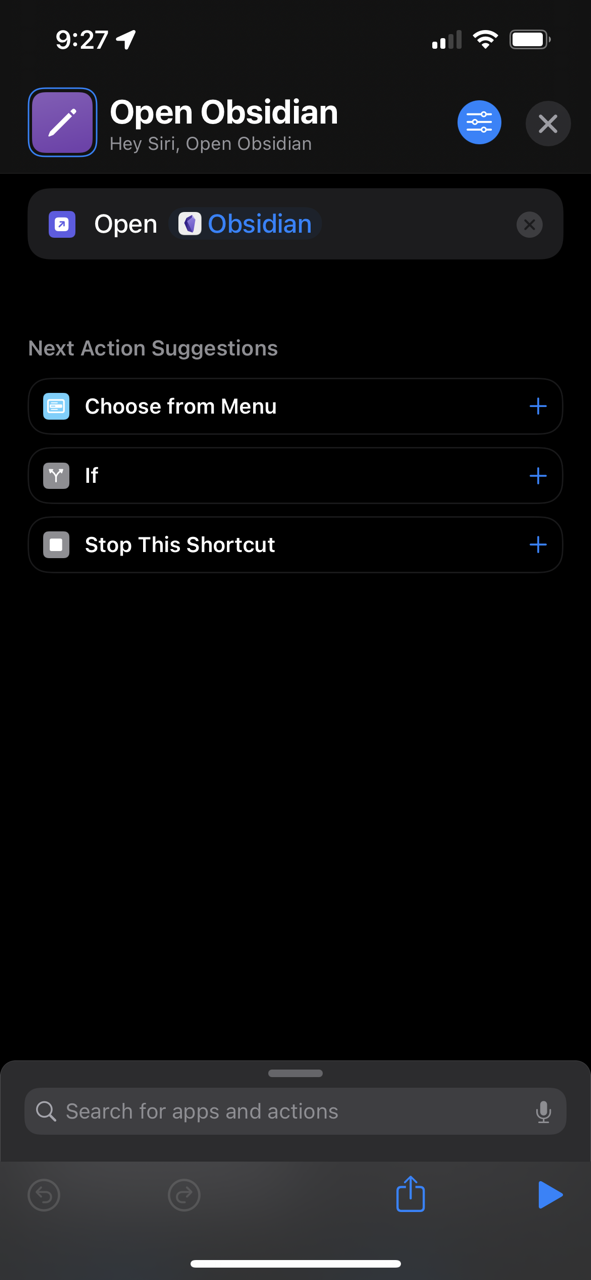 9:27
Open Obsidian
Hey Siri, Open Obsidian
Open Obsidian
Next Action Suggestions
Choose from Menu
If
Stop This Shortcut
Search for apps and actions